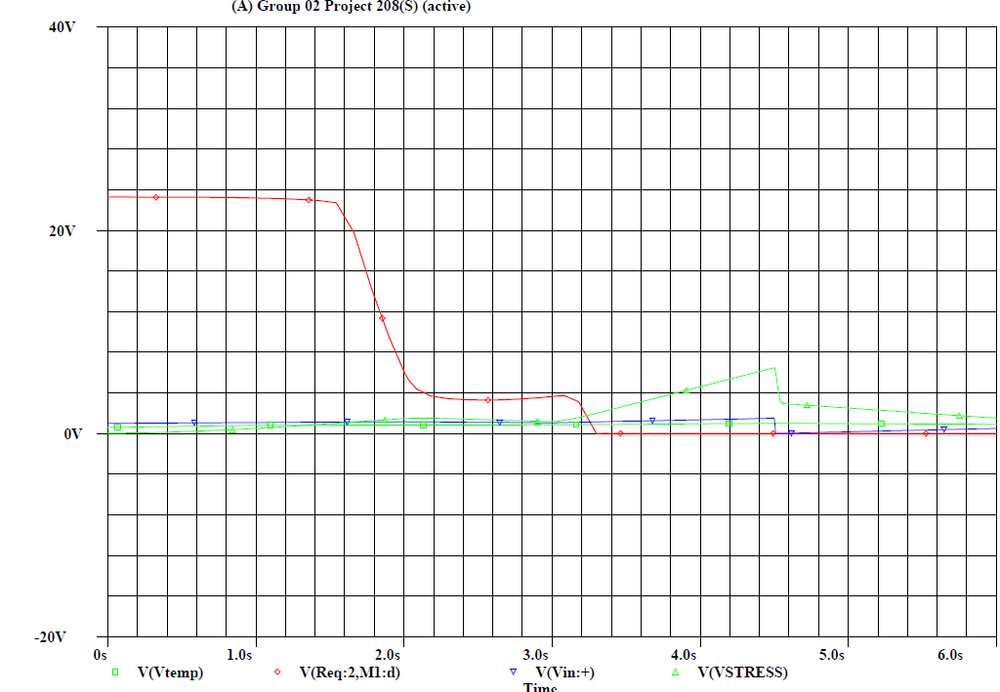 (A) Group 02 Project 208(S) (active)
40V
20V
0V
-20V
0s 1.0s 2.0s 3.0s 4.0s 5.0s 6.0s
V(Vtemp) V(Req:2,M1:d) V(Vin:+) V(VSTRESS)
Time